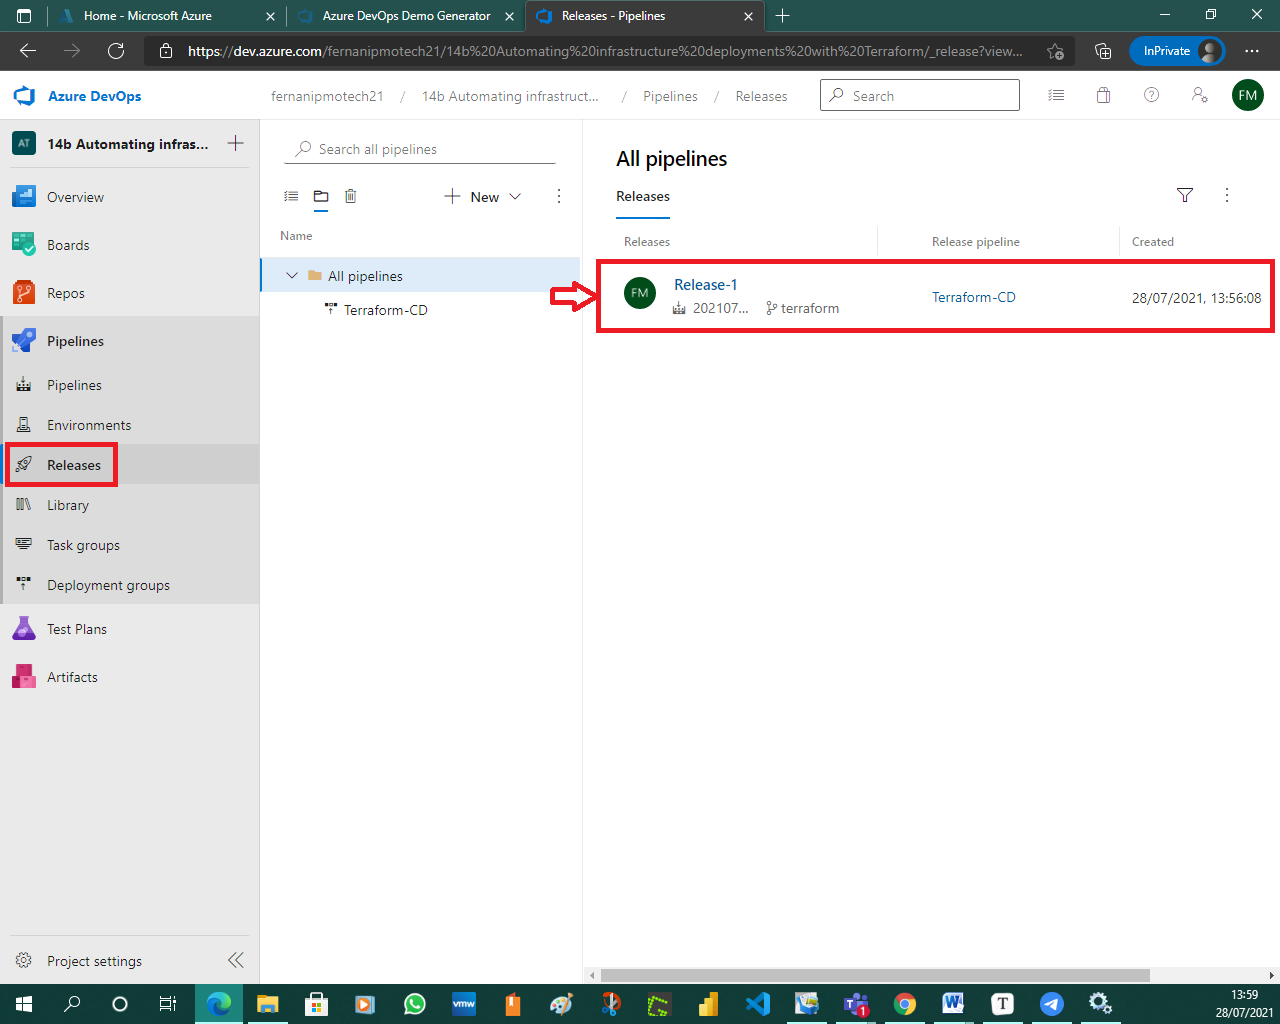 Home - Microsoft Azure
Azure DevOps Demo Generator
Releases - Pipelines
https://dev.azure.com/fernanipmotech21/14b%20Automating%20infrastructure%20deployments%20with%20Terraform/_release?view...
InPrivate
Azure DevOps
fernanipmotech21 / 14b Automating infrastruct... / Pipelines / Releases
Search
FM
AT
14b Automating infras...
Overview
Boards
Repos
Pipelines
Pipelines
Environments
Releases
Library
Task groups
Deployment groups
Test Plans
Artifacts
Project settings
Search all pipelines
New
Name
All pipelines
Terraform-CD
All pipelines
Releases
Releases
Release pipeline
Created
FM
Release-1
202107...
terraform
Terraform-CD
28/07/2021, 13:56:08
vmw
1
W
T
13:59
28/07/2021